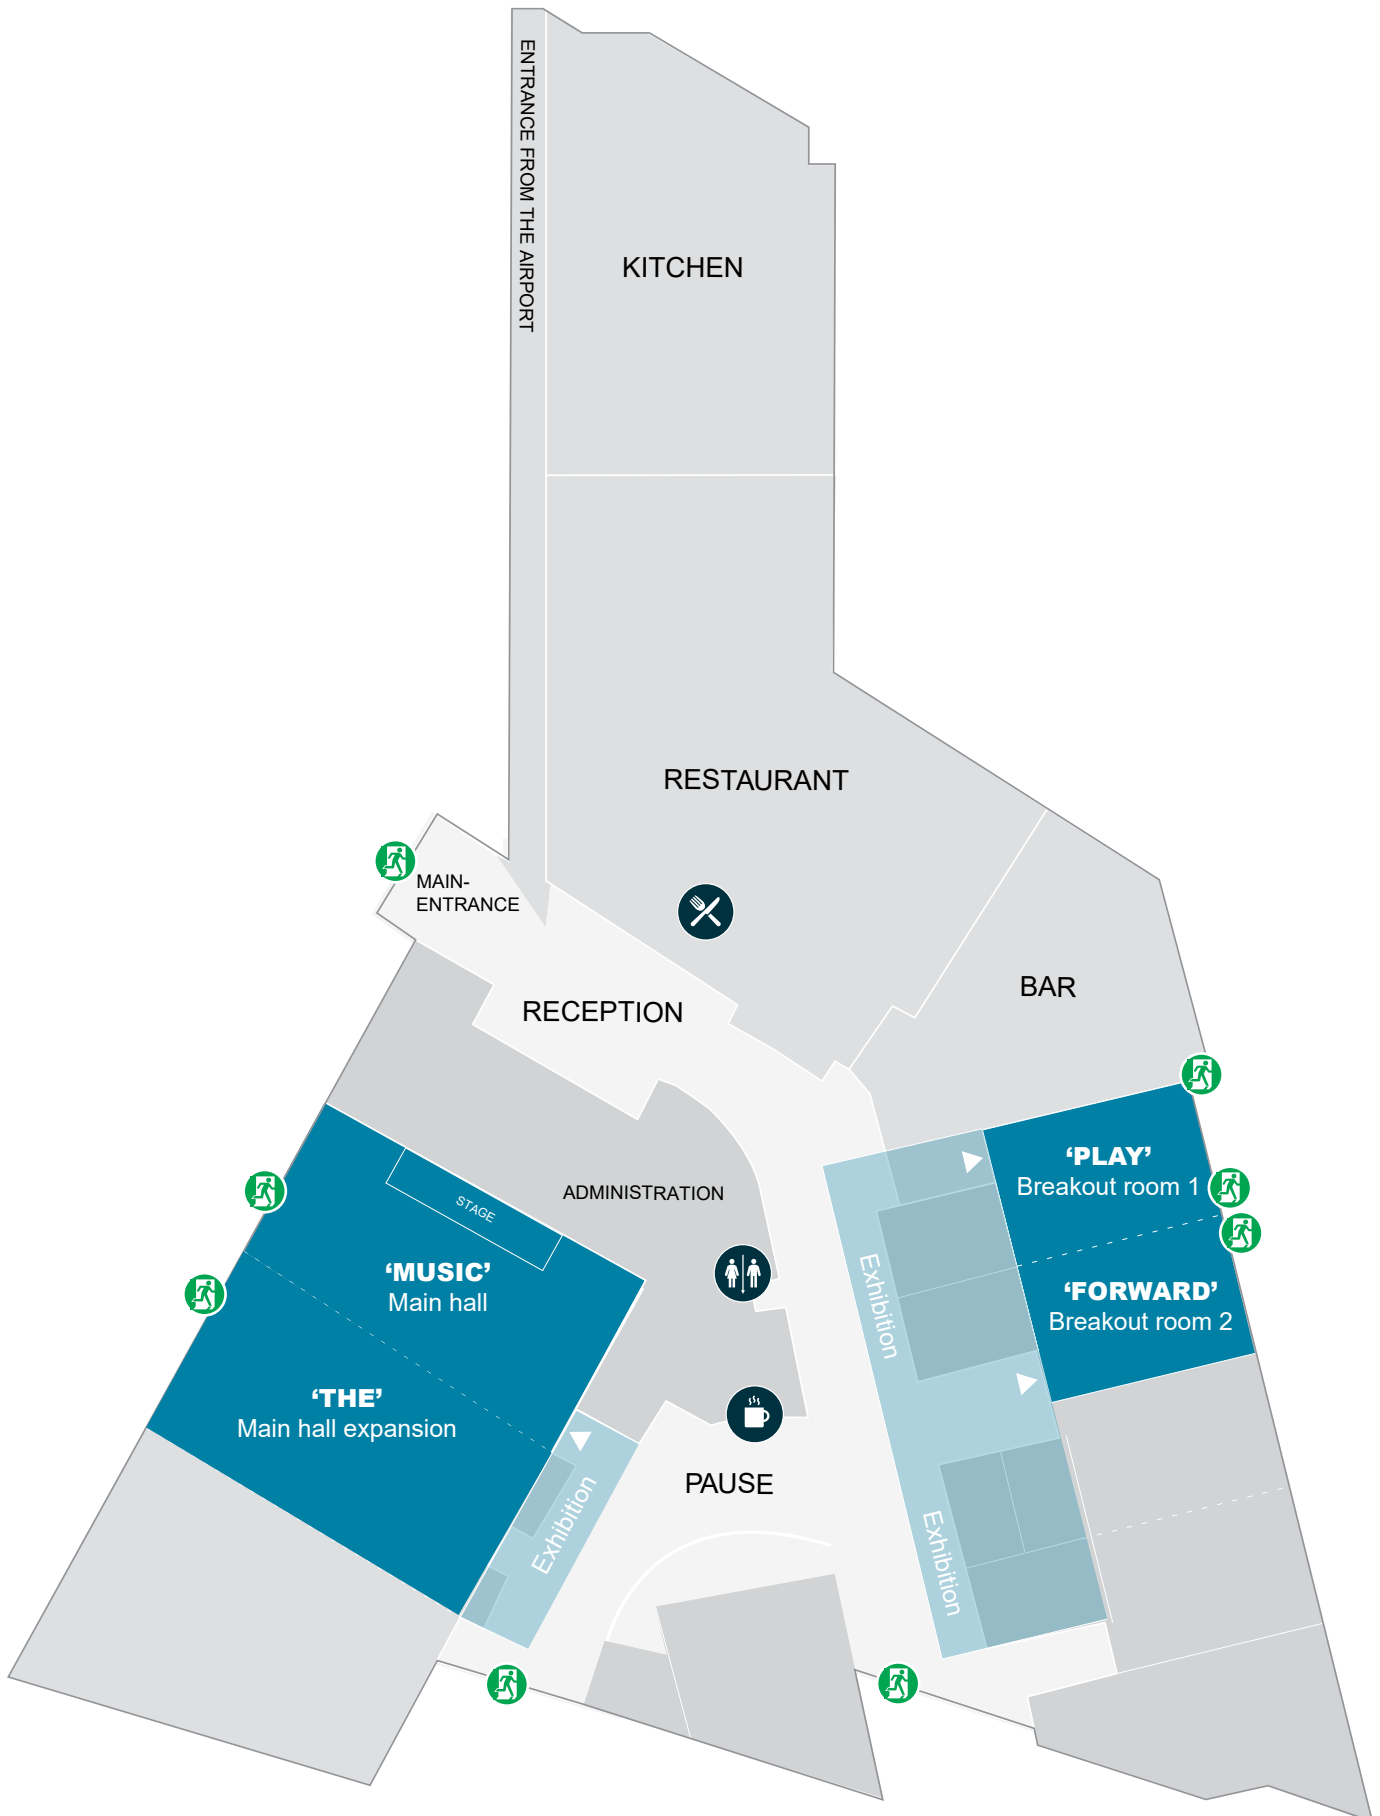 ENTRANCE FROM THE AIRPORT
KITCHEN
RESTAURANT
MAIN-
ENTRANCE
BAR
RECEPTION
‘PLAY’
Breakout room 1
ADMINISTRATION
STAGE
‘MUSIC’
Main hall
Exhibition
‘FORWARD’
Breakout room 2
‘THE’
Main hall expansion
PAUSE
Exhibition
Exhibition